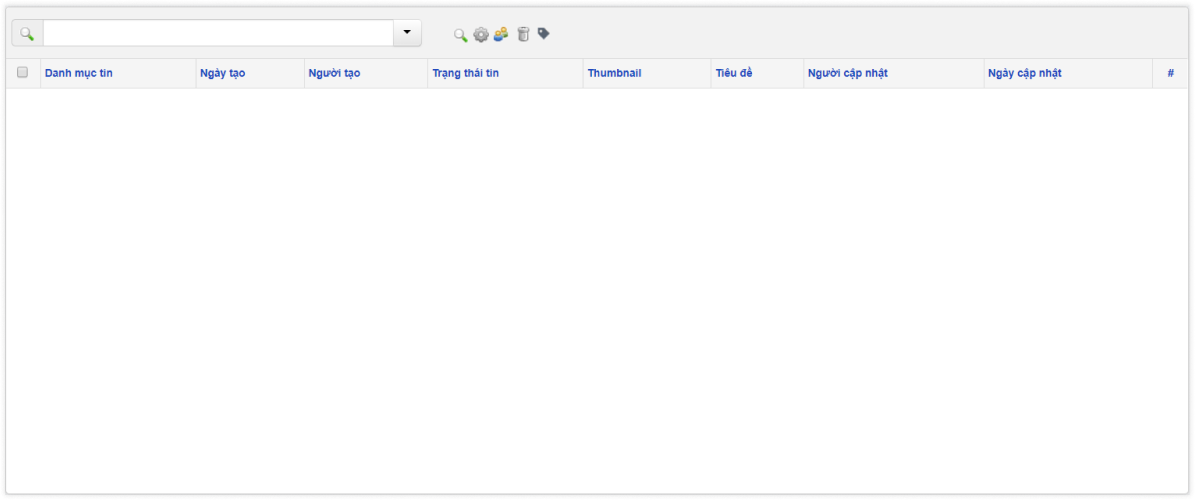 Danh mục tin Ngày tạo Người tạo Trạng thái tin Thumbnail Tiêu đề Người cập nhật Ngày cập nhật #